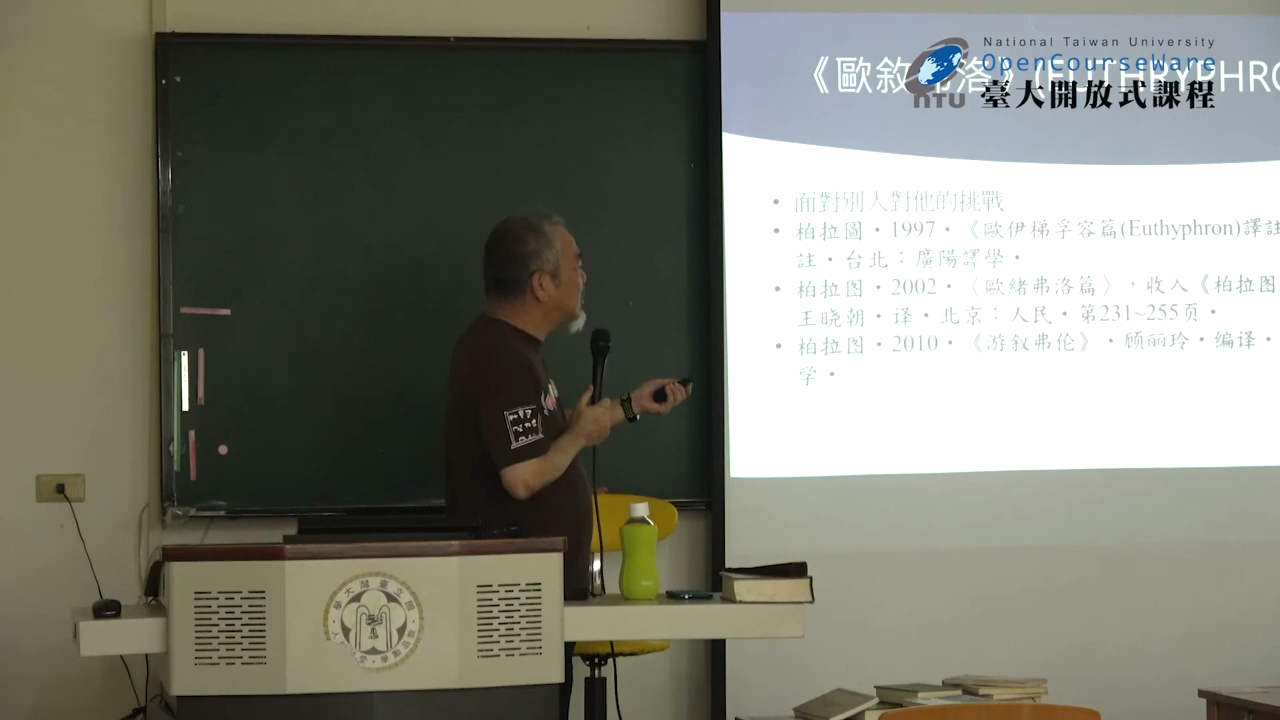 National Taiwan University
OpenCourseWare
臺大開放式課程
NTU
《歐敘弗洛》(EUTHRYPHRO
• 面對別人對他的挑戰
• 柏拉圖・1997・《歐伊梯孚容篇(Euthyphron)譯註
註・台北：廣陽譯學・
• 柏拉图・2002・〈歐緒弗洛篇〉，收入《柏拉图
王晓朝・译・北京：人民・第231~255页・
• 柏拉图・2010・《游叙弗伦》・顾丽玲・编译・
学・